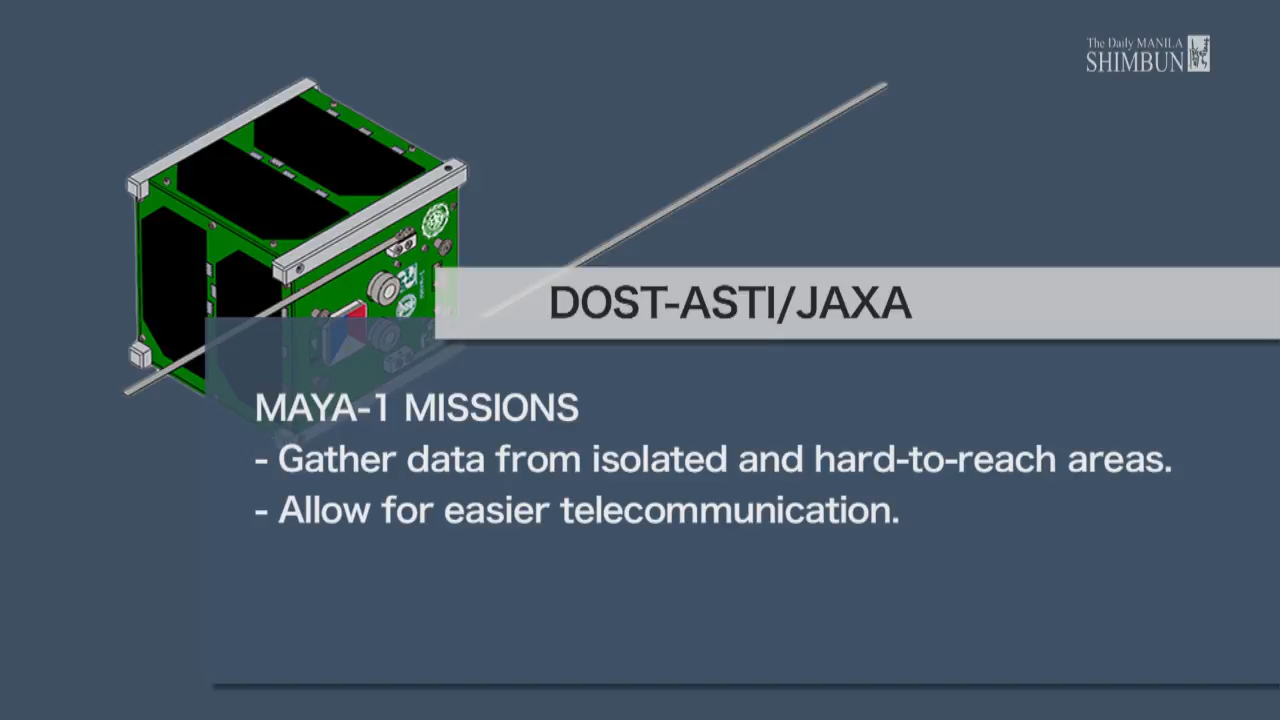 The Daily MANILA
SHIMBUN
DOST-ASTI/JAXA
MAYA-1 MISSIONS
- Gather data from isolated and hard-to-reach areas.
- Allow for easier telecommunication.